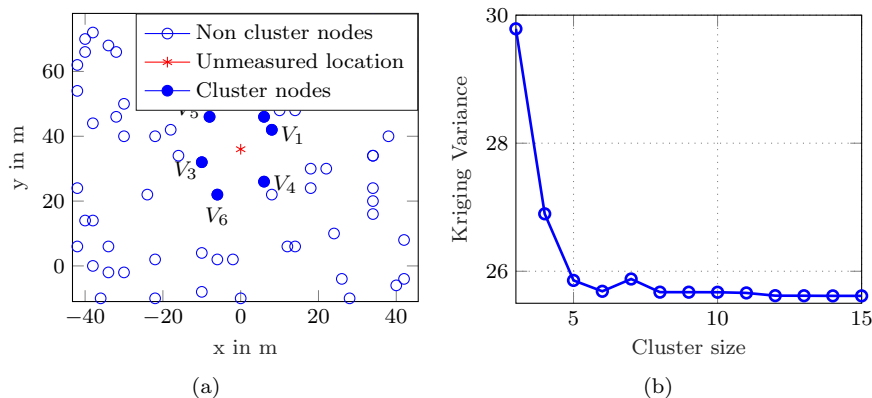 Non cluster nodes
Unmeasured location
Cluster nodes
60
40
20
0
y in m
V5
V1
V3
V4
V6
−40 −20 0 20 40
x in m
(a)
30
28
26
Kriging Variance
5 10 15
Cluster size
(b)